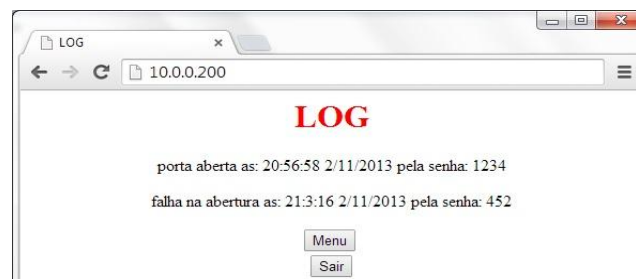 LOG
10.0.0.200
LOG
porta aberta as: 20:56:58 2/11/2013 pela senha: 1234
falha na abertura as: 21:3:16 2/11/2013 pela senha: 452
Menu
Sair